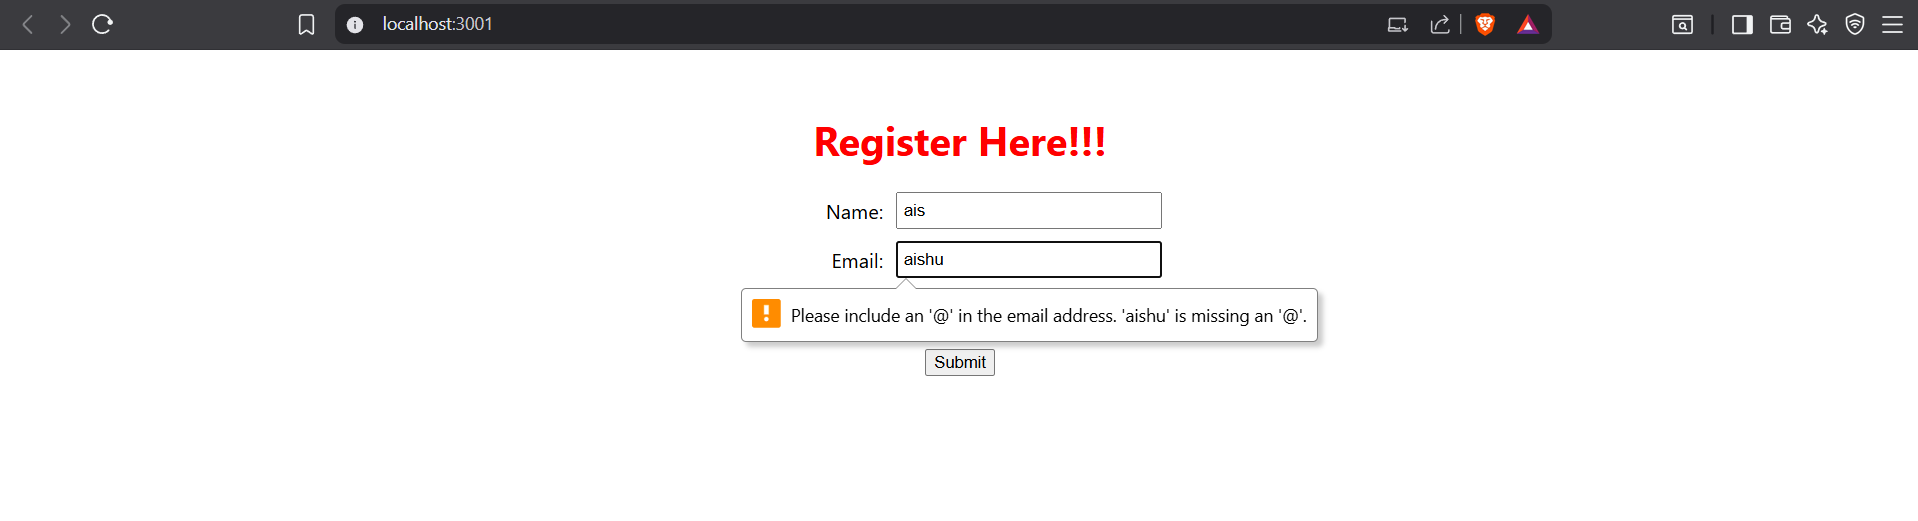 localhost:3001
Register Here!!!
Name: ais
Email: aishu
Please include an '@' in the email address. 'aishu' is missing an '@'.
Submit